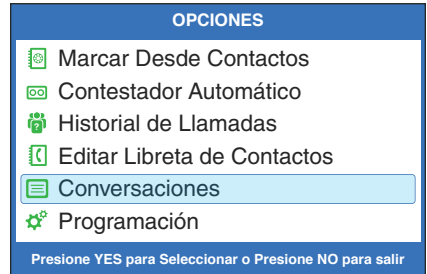 OPCIONES
Marcar Desde Contactos
Contestador Automático
Historial de Llamadas
Editar Libreta de Contactos
Conversaciones
Programación
Presione YES para Seleccionar o Presione NO para salir